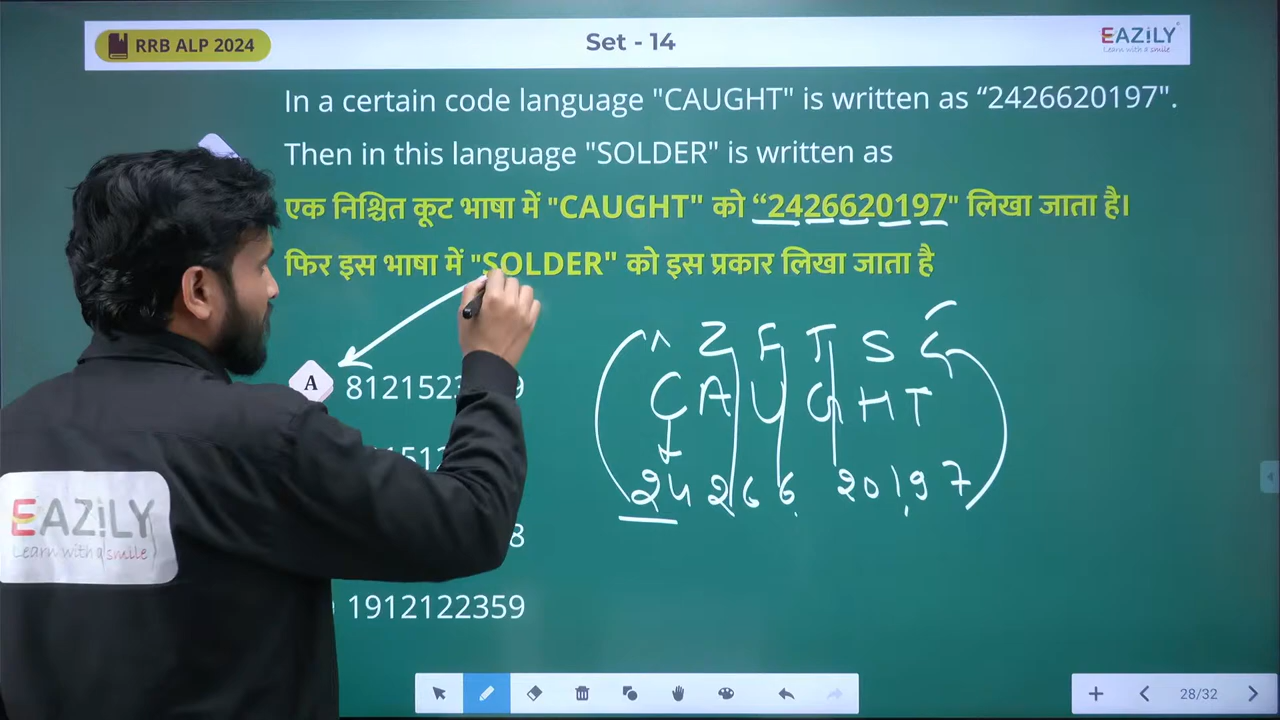 RRB ALP 2024
Set - 14
EAZiLY
Learn with a smile
In a certain code language "CAUGHT" is written as “2426620197".
Then in this language "SOLDER" is written as
एक निश्चित कूट भाषा में "CAUGHT" को “2426620197" लिखा जाता है।
फिर इस भाषा में "SOLDER" को इस प्रकार लिखा जाता है
A
1912122359
Z F T S
C A U G H T
24 26 6 20 19 7
EAZiLY
Learn with a smile
28/32